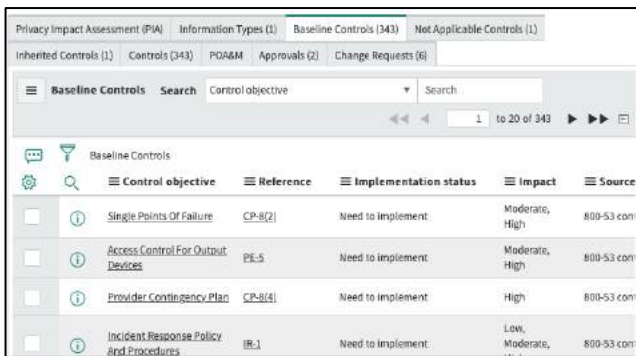 Privacy Impact Assessment (PIA) Information Types (1) Baseline Controls (343) Not Applicable Controls (1)
Inherited Controls (1) Controls (343) POA&M Approvals (2) Change Requests (6)
Baseline Controls Search Control objective Search
1 to 20 of 343
Baseline Controls
Control objective Reference Implementation status Impact Source
Single Points Of Failure CP-8(2) Need to implement Moderate,
High 800-53 cont
Access Control For Output
Devices PE-5 Need to implement Moderate,
High 800-53 cont
Provider Contingency Plan CP-8(4) Need to implement High 800-53 cont
Incident Response Policy
And Procedures IR-1 Need to implement Low,
Moderate, 800-53 cont